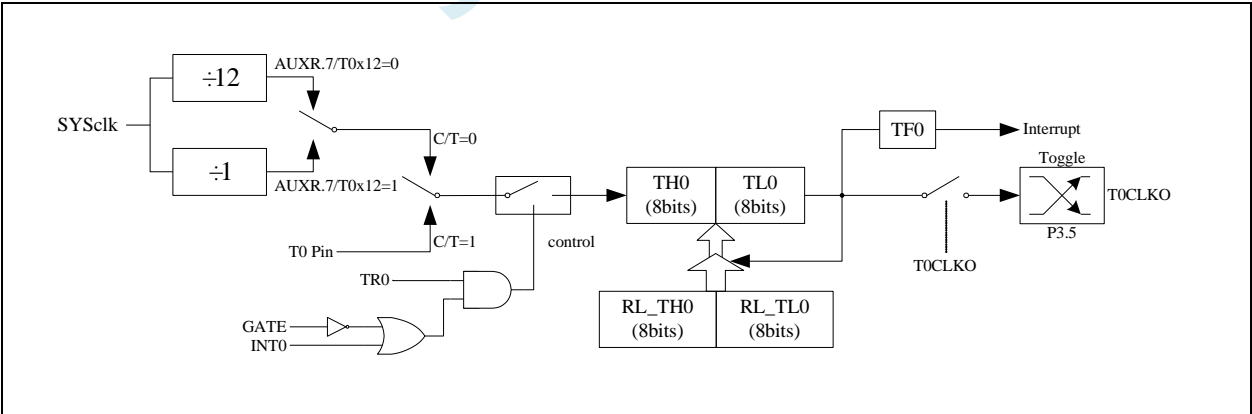 ÷12
AUXR.7/T0x12=0
SYSclk
÷1
AUXR.7/T0x12=1
C/T=0
T0 Pin
C/T=1
control
TR0
GATE
INT0
TH0
(8bits)
TL0
(8bits)
RL_TH0
(8bits)
RL_TL0
(8bits)
TF0
Interrupt
Toggle
T0CLKO
P3.5
T0CLKO